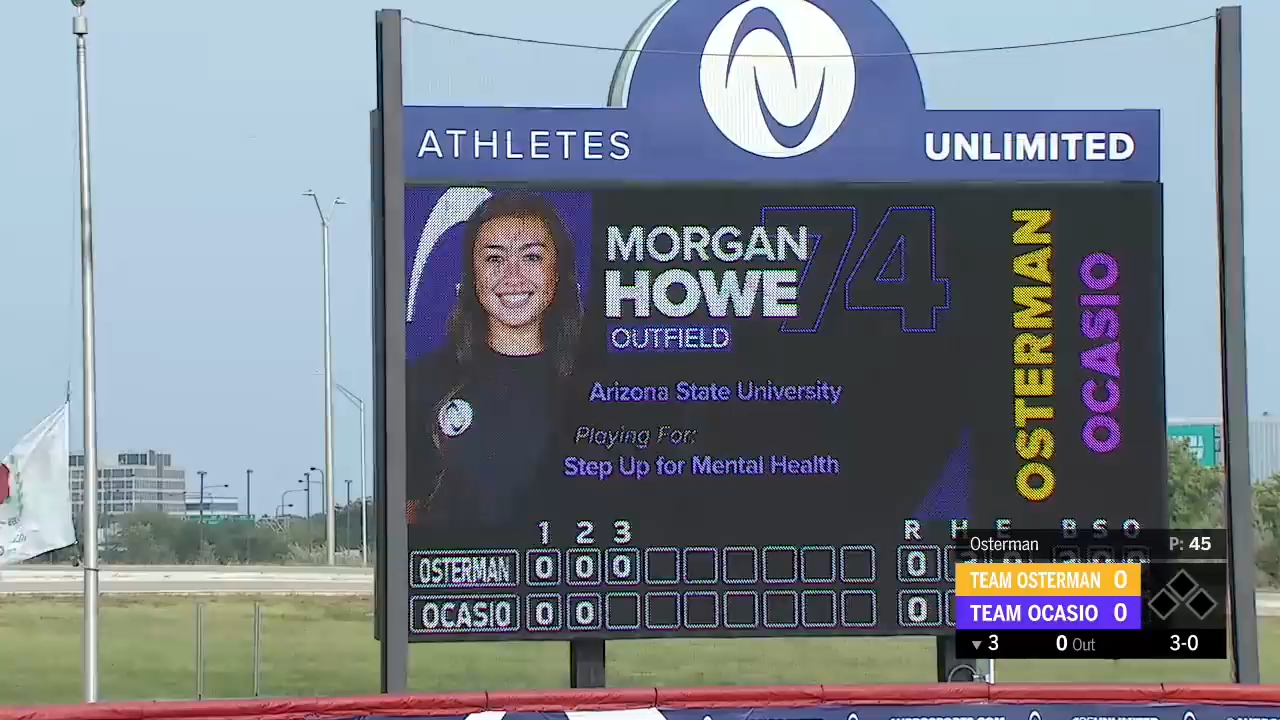 ATHLETES UNLIMITED
MORGAN
HOWE
74
OUTFIELD
Arizona State University
Playing For:
Step Up for Mental Health
OSTERMAN
OCASIO
1 2 3 R H E B S O
OSTERMAN 0 0 0 0
OCASIO 0 0 0
Osterman P: 45
TEAM OSTERMAN 0
TEAM OCASIO 0
▼ 3 0 Out 3-0